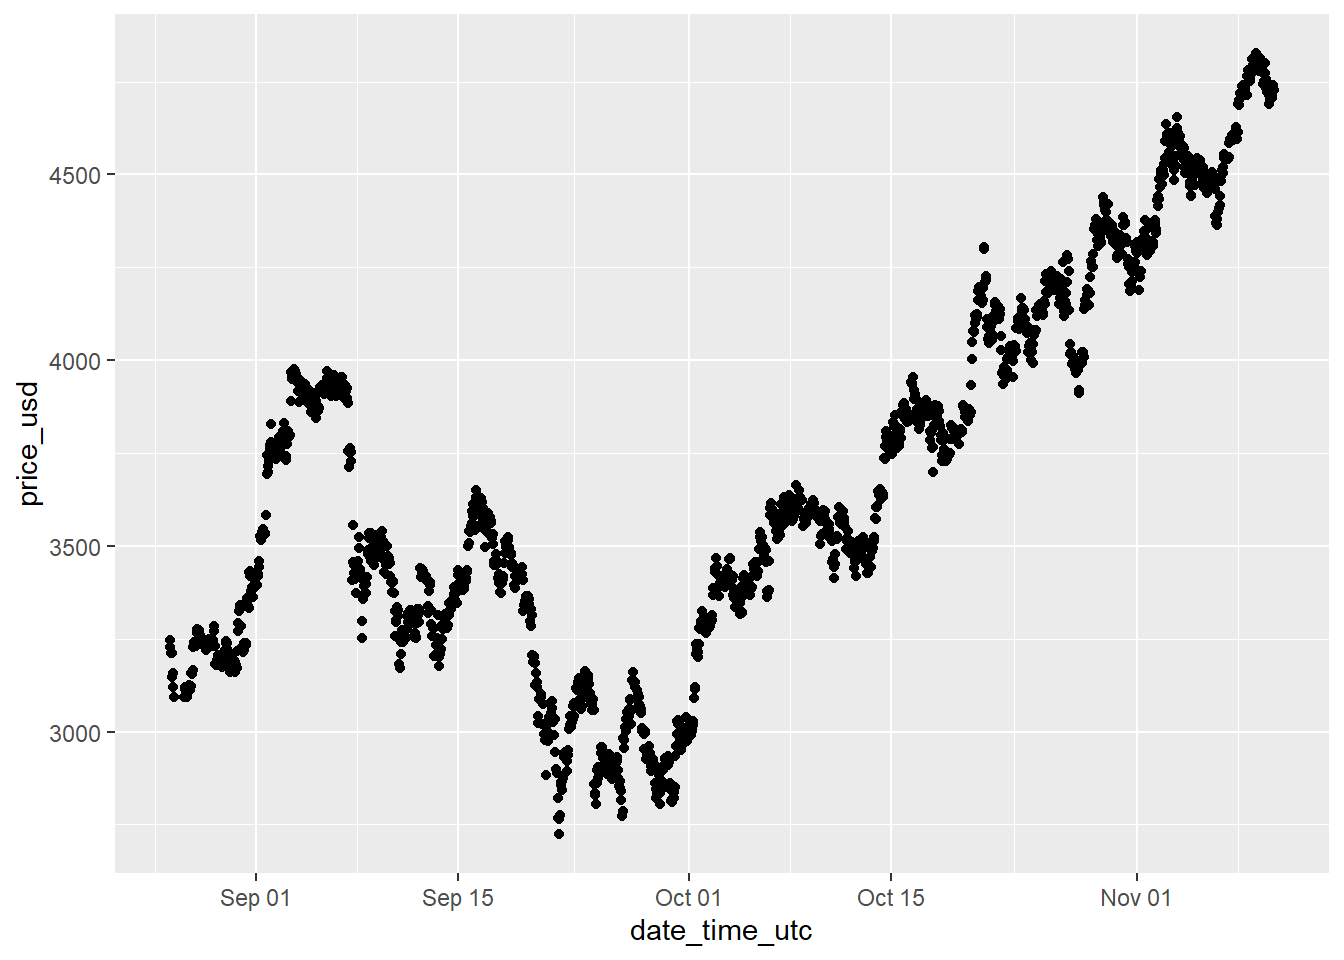 price_usd
4500
4000
3500
3000
Sep 01
Sep 15
Oct 01
Oct 15
Nov 01
date_time_utc